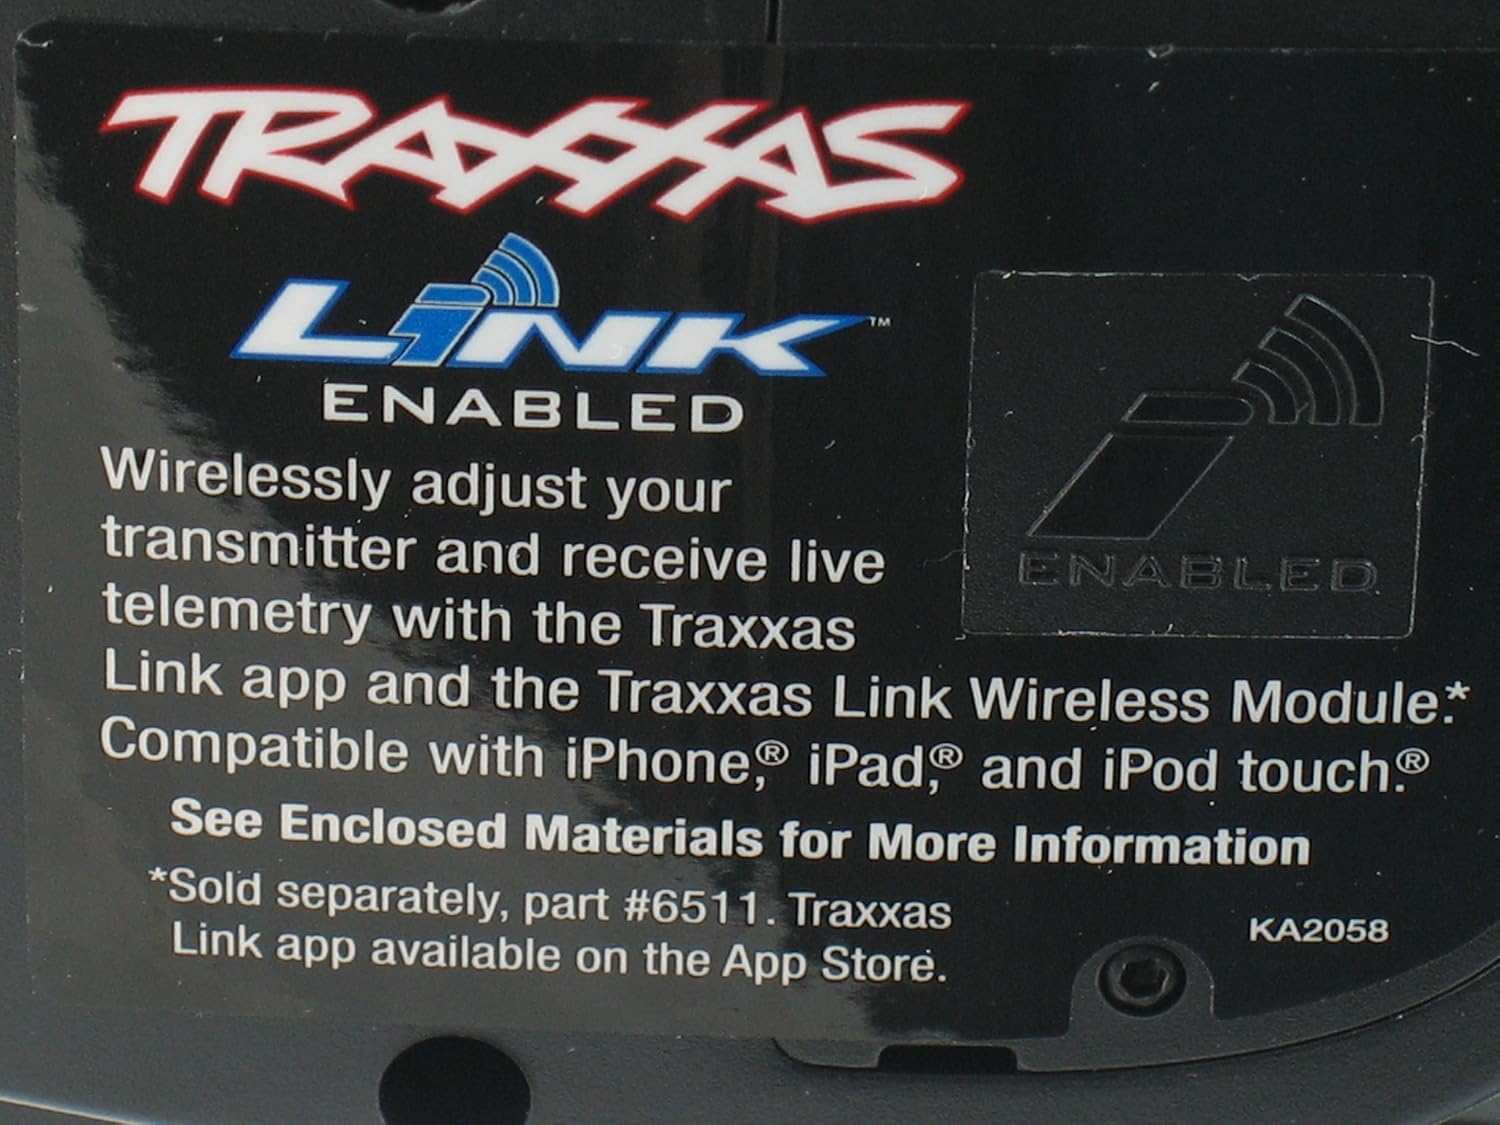 TRAXXAS
LiNK™
ENABLED
Wirelessly adjust your
transmitter and receive live
telemetry with the Traxxas
Link app and the Traxxas Link Wireless Module.*
Compatible with iPhone,® iPad,® and iPod touch.®
See Enclosed Materials for More Information
*Sold separately, part #6511. Traxxas
Link app available on the App Store.
i
ENABLED
KA2058